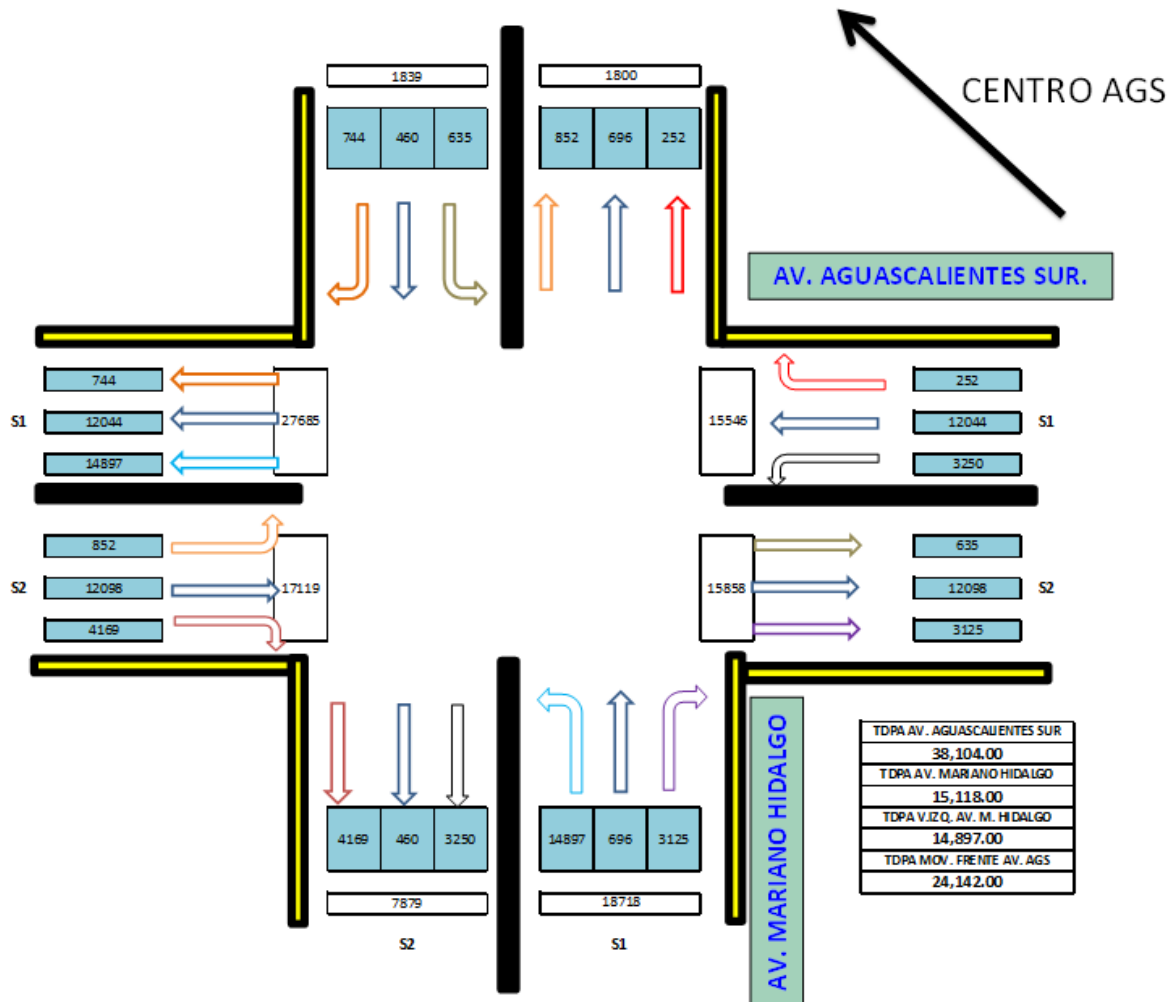 1839
1800
CENTRO AGS
744 460 635
852 696 252
AV. AGUASCALIENTES SUR.
744
S1 12044 27685
14897
252
15546 12044 S1
3250
852
S2 12098 17119
4169
635
15858 12098 S2
3125
AV. MARIANO HIDALGO
TDPA AV. AGUASCALIENTES SUR
38,104.00
TDPA AV. MARIANO HIDALGO
15,118.00
TDPA V.IZQ. AV. M. HIDALGO
14,897.00
TDPA MOV. FRENTE AV. AGS
24,142.00
4169 460 3250
14897 696 3125
7879
18718
S2
S1